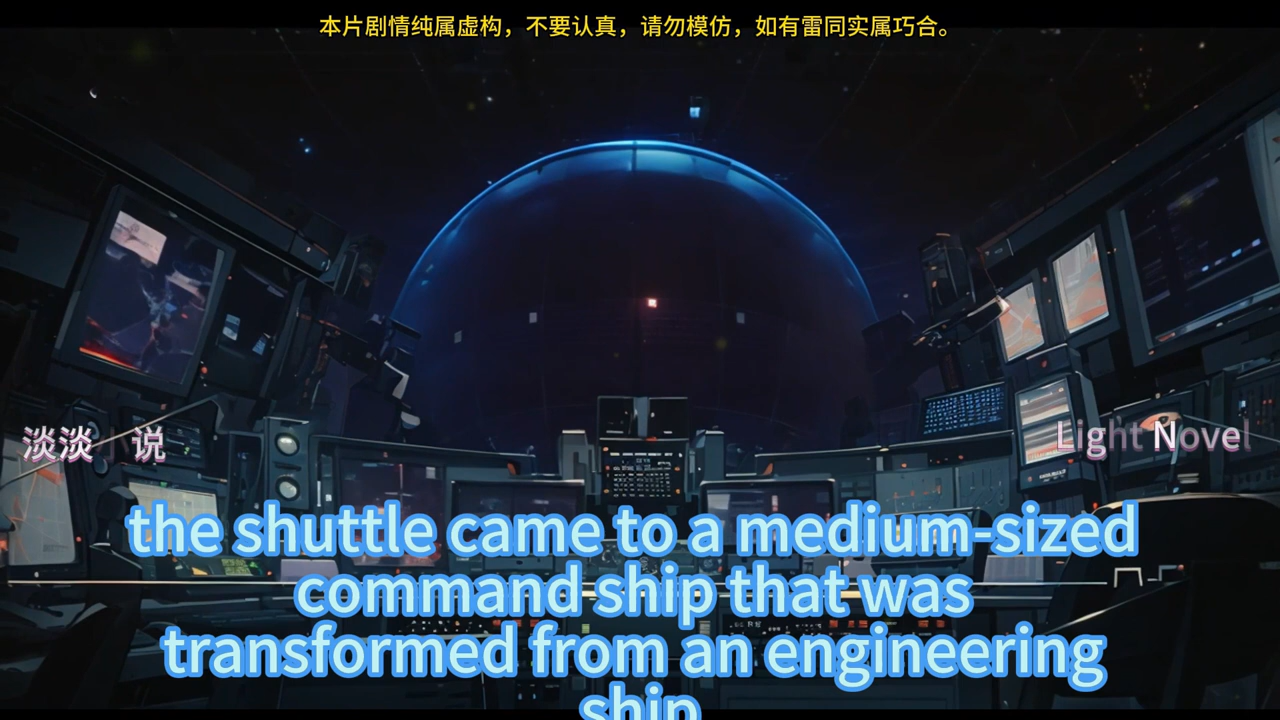 本片剧情纯属虚构，不要认真，请勿模仿，如有雷同实属巧合。
淡淡小说
Light Novel
the shuttle came to a medium-sized
command ship that was
transformed from an engineering
ship